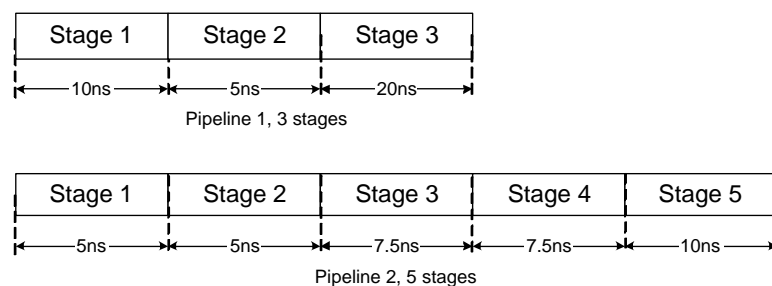 Stage 1 Stage 2 Stage 3
10ns 5ns 20ns
Pipeline 1, 3 stages
Stage 1 Stage 2 Stage 3 Stage 4 Stage 5
5ns 5ns 7.5ns 7.5ns 10ns
Pipeline 2, 5 stages